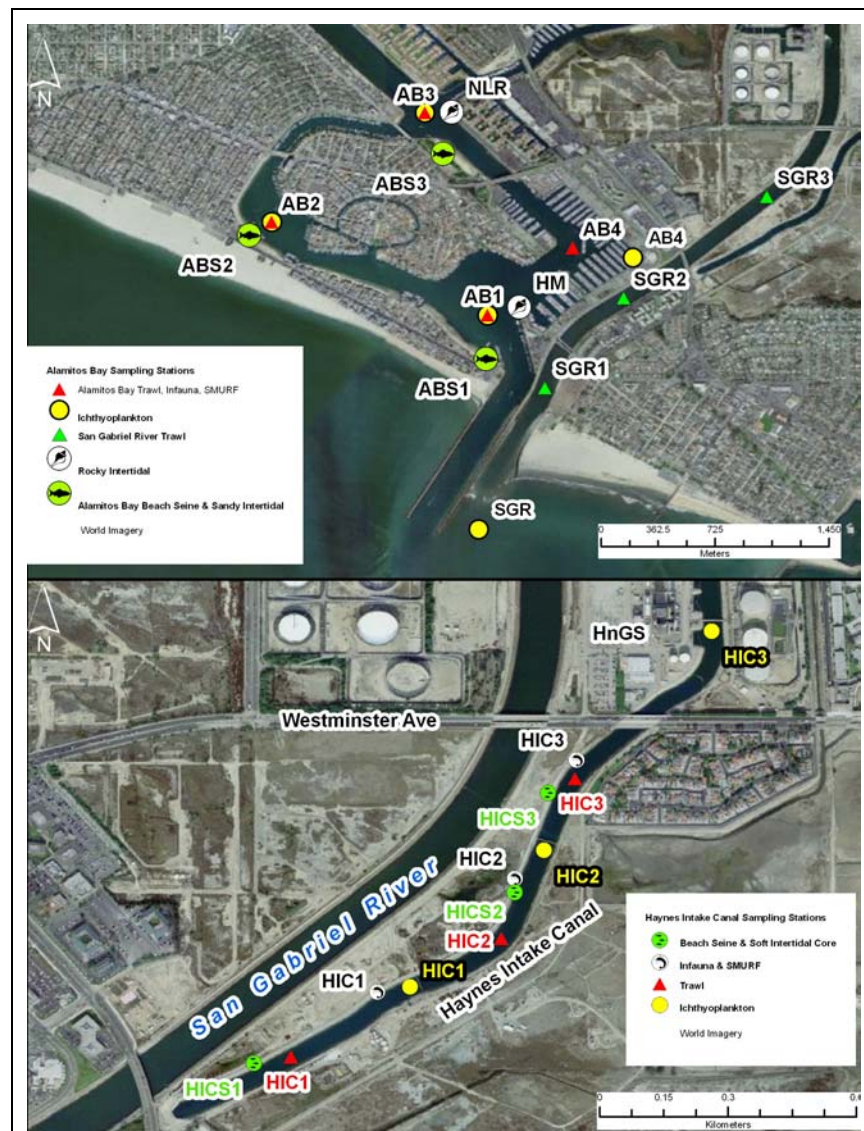 N
AB3
NLR
ABS3
SGR3
AB2
ABS2
AB4
AB4
HM
SGR2
AB1
ABS1
SGR1
SGR
Alamitos Bay Sampling Stations
Alamitos Bay Trawl, Infauna, SMURF
Ichthyoplankton
San Gabriel River Trawl
Rocky Intertidal
Alamitos Bay Beach Seine & Sandy Intertidal
World Imagery
0 362.5 725 1,450
Meters
N
HnGS
HIC3
Westminster Ave
HIC3
HIC3
HICS3
HIC2
HIC2
HICS2
HIC2
San Gabriel River
Haynes Intake Canal
HIC1
HIC1
HICS1
HIC1
Haynes Intake Canal Sampling Stations
Beach Seine & Soft Intertidal Core
Infauna & SMURF
Trawl
Ichthyoplankton
World Imagery
0 0.15 0.3 0.6
Kilometers